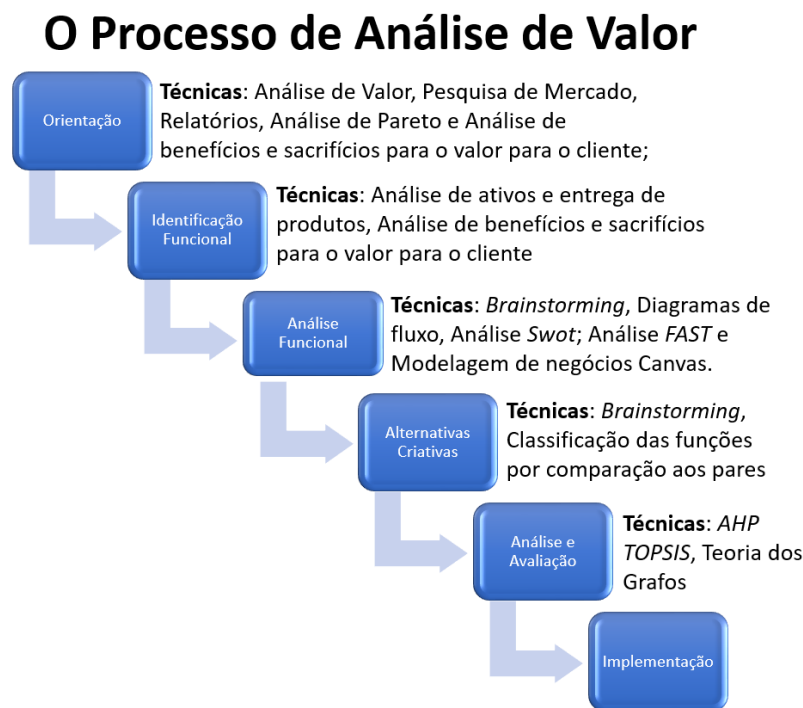 O Processo de Análise de Valor
Orientação
Técnicas: Análise de Valor, Pesquisa de Mercado,
Relatórios, Análise de Pareto e Análise de
benefícios e sacrifícios para o valor para o cliente;
Identificação
Funcional
Técnicas: Análise de ativos e entrega de
produtos, Análise de benefícios e sacrifícios
para o valor para o cliente
Análise
Funcional
Técnicas: Brainstorming, Diagramas de
fluxo, Análise Swot; Análise FAST e
Modelagem de negócios Canvas.
Alternativas
Criativas
Técnicas: Brainstorming,
Classificação das funções
por comparação aos pares
Análise e
Avaliação
Técnicas: AHP
TOPSIS, Teoria dos
Grafos
Implementação